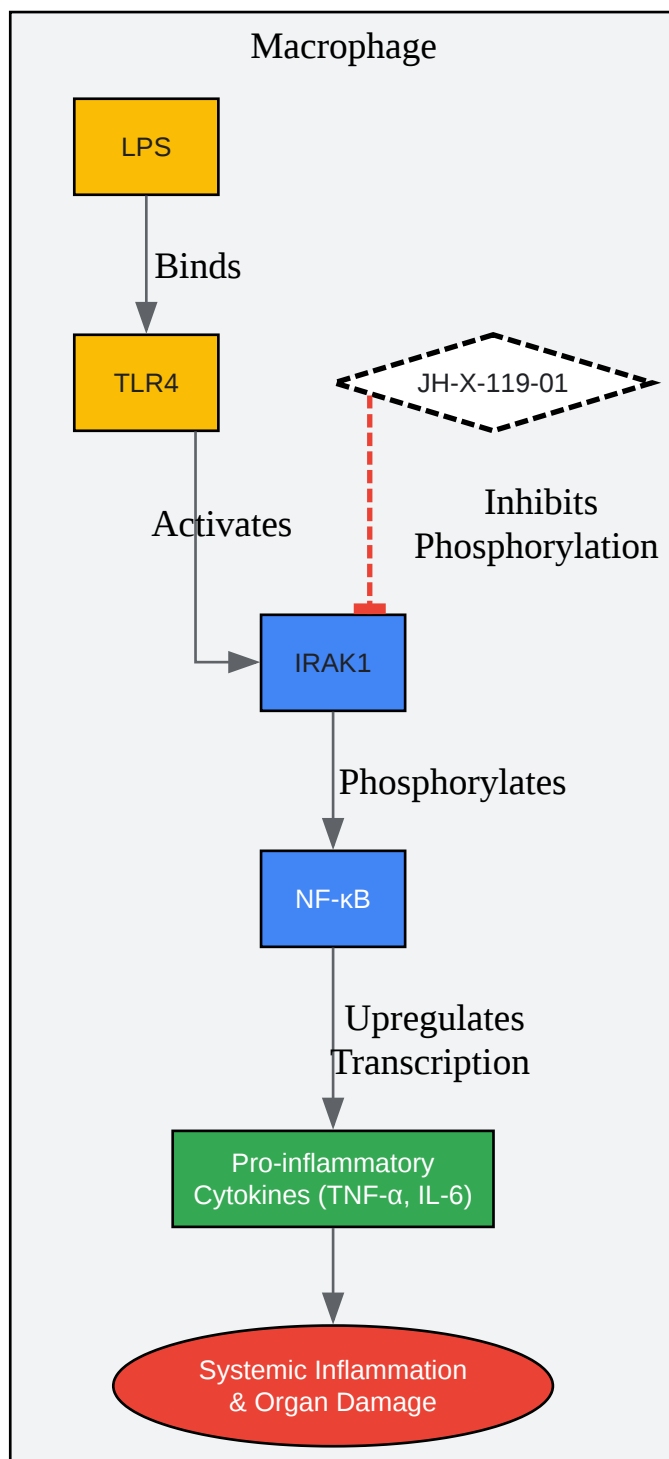 Macrophage
LPS
Binds
TLR4
JH-X-119-01
Activates
Inhibits
Phosphorylation
IRAK1
Phosphorylates
NF-κB
Upregulates
Transcription
Pro-inflammatory
Cytokines (TNF-α, IL-6)
Systemic Inflammation
& Organ Damage